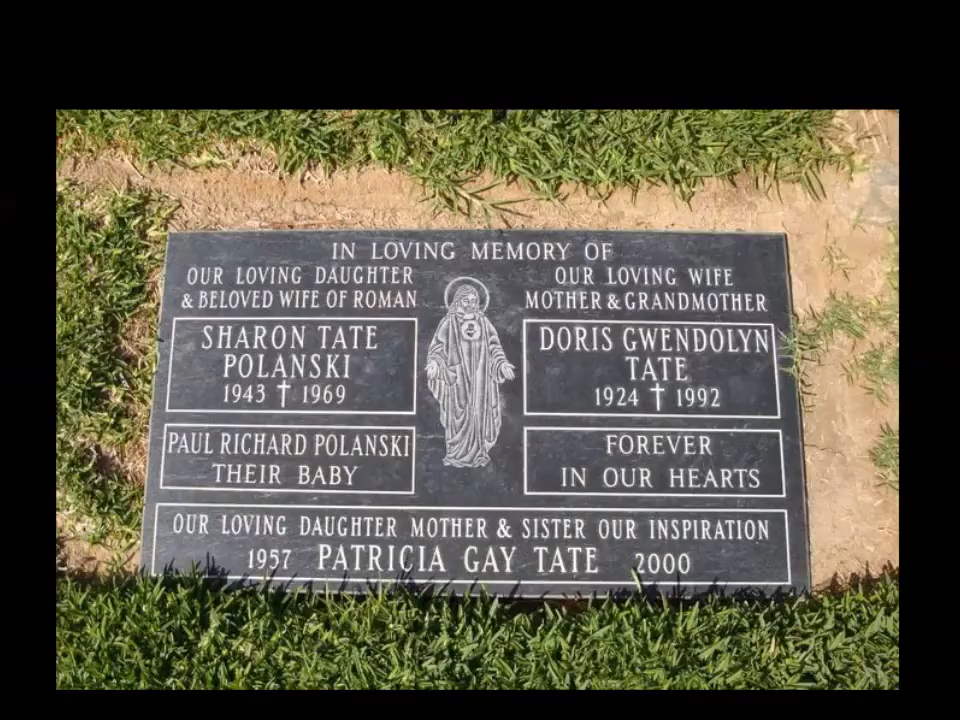 IN LOVING MEMORY OF
OUR LOVING DAUGHTER
& BELOVED WIFE OF ROMAN
SHARON TATE
POLANSKI
1943 † 1969
PAUL RICHARD POLANSKI
THEIR BABY
OUR LOVING WIFE
MOTHER & GRANDMOTHER
DORIS GWENDOLYN
TATE
1924 † 1992
FOREVER
IN OUR HEARTS
OUR LOVING DAUGHTER MOTHER & SISTER OUR INSPIRATION
1957 PATRICIA GAY TATE 2000